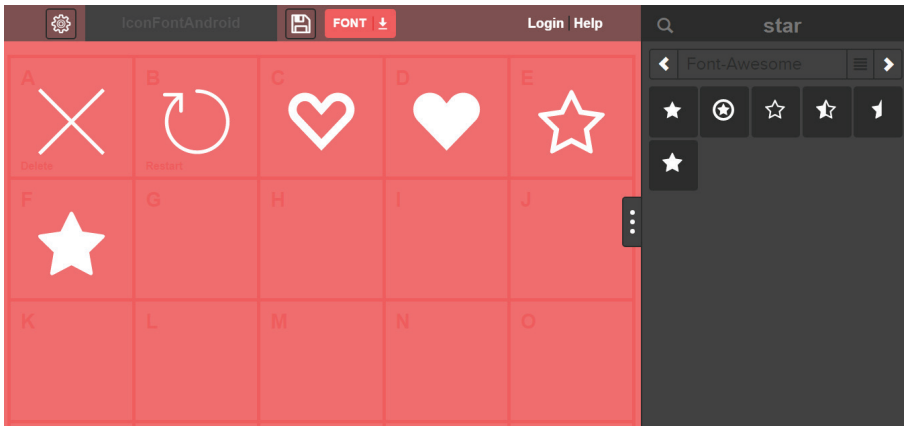 IconFontAndroid FONT Login Help star
Font-Awesome
A B C D E
Delete Restart
F G H I J
K L M N O